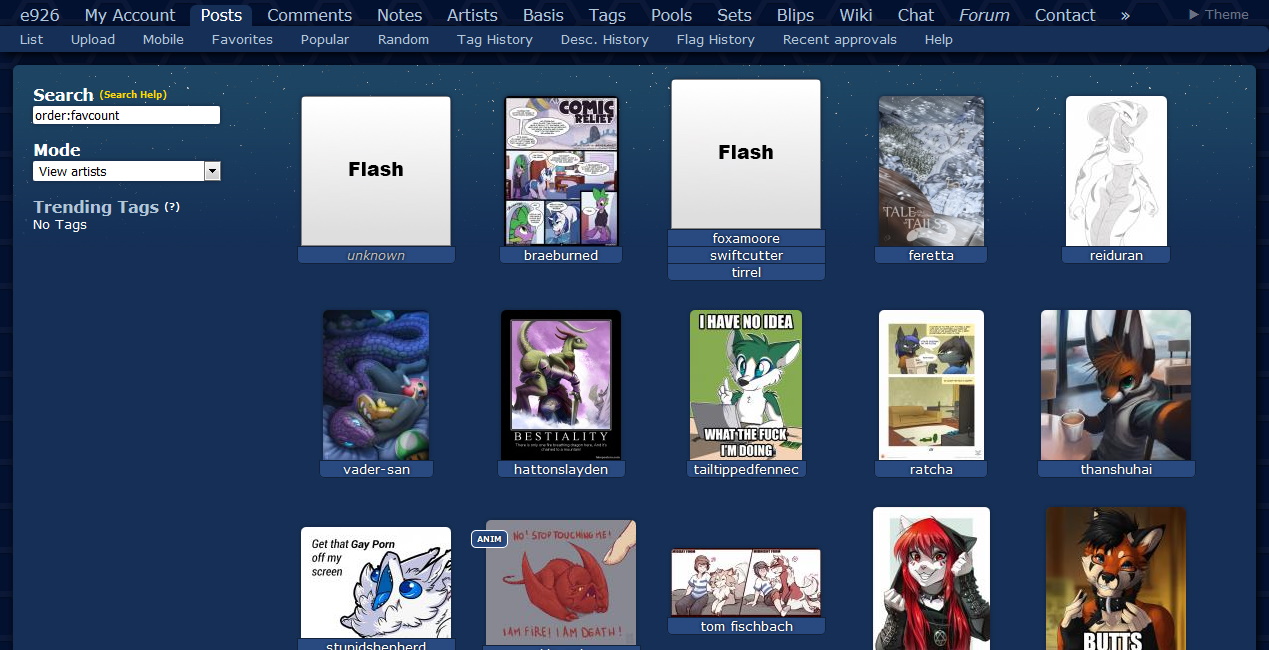 e926 My Account Posts Comments Notes Artists Basis Tags Pools Sets Blips Wiki Chat Forum Contact » ▶ Theme
List Upload Mobile Favorites Popular Random Tag History Desc. History Flag History Recent approvals Help
Search (Search Help)
order:favcount
Mode
View artists
Trending Tags (?)
No Tags
Flash
COMIC
RELIEF
Flash
TALE
TAILS
unknown
braeburned
foxamoore
swiftcutter
tirrel
feretta
reiduran
BESTIALITY
I HAVE NO IDEA
WHAT THE FUCK
I'M DOING
vader-san
hattonslayden
tailtippedfennec
ratcha
thanshuhai
Get that Gay Porn
off my
screen
ANIM
NO! STOP TOUCHING ME!
I AM FIRE! I AM DEATH!
BUTTS
stupidshepherd
tom fischbach